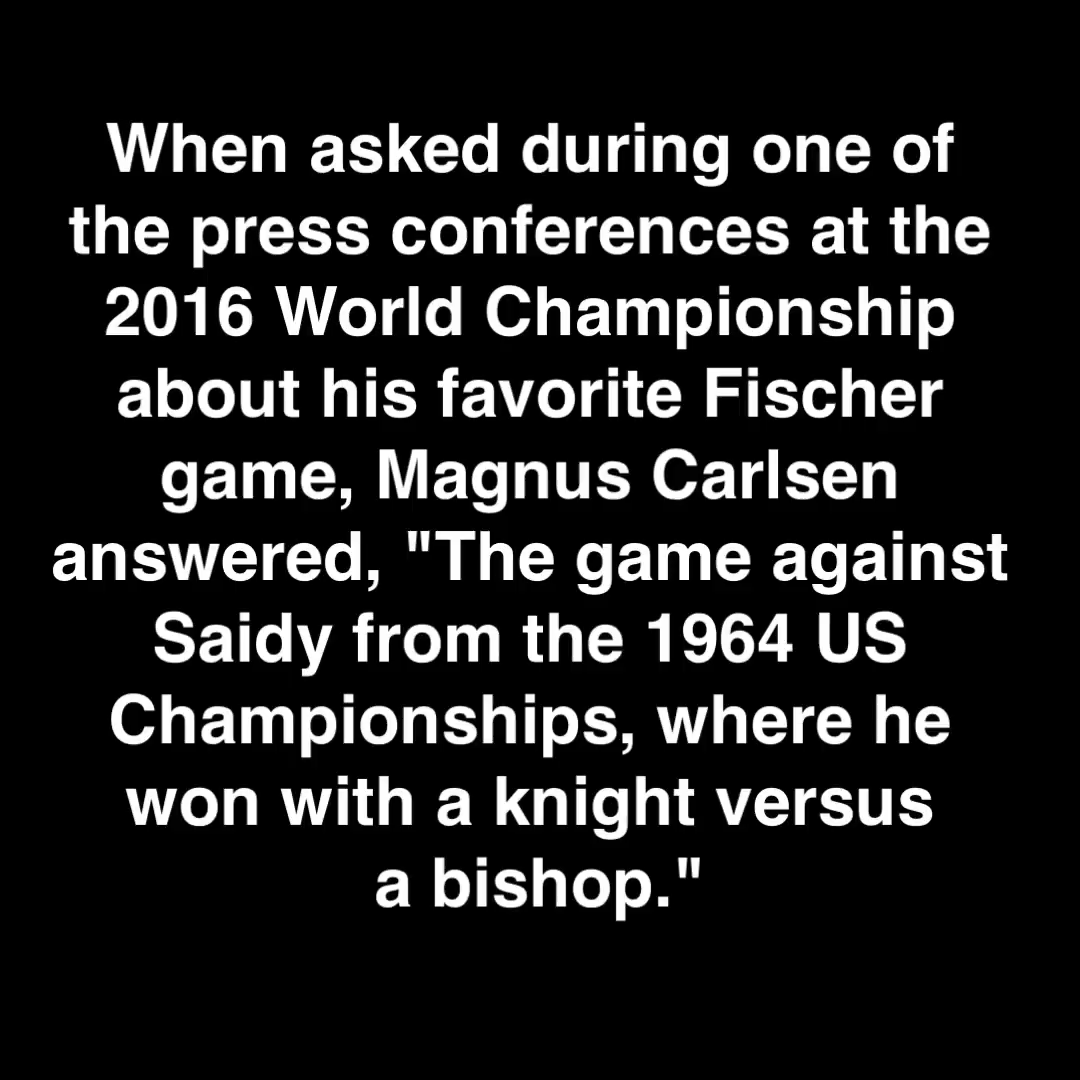 When asked during one of
the press conferences at the
2016 World Championship
about his favorite Fischer
game, Magnus Carlsen
answered, "The game against
Saidy from the 1964 US
Championships, where he
won with a knight versus
a bishop."